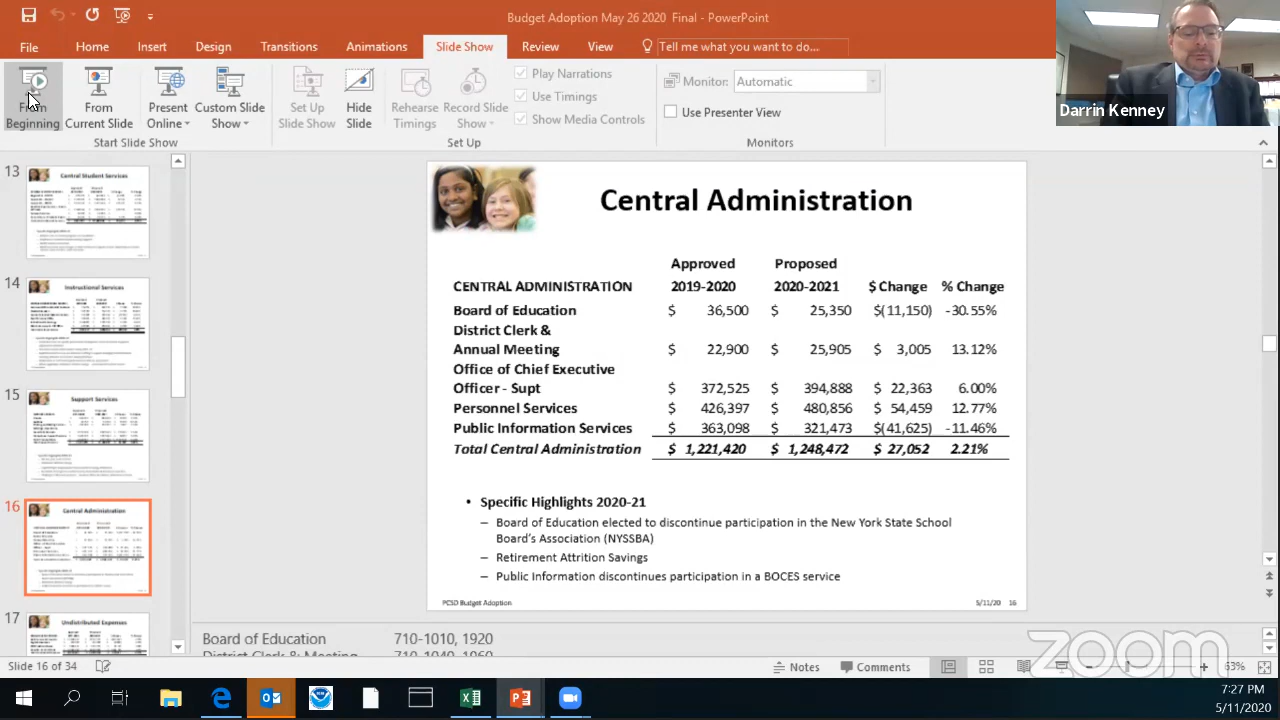 Budget Adoption May 26 2020 Final - PowerPoint
File Home Insert Design Transitions Animations Slide Show Review View Tell me what you want to do...
From Beginning
From Current Slide
Present Online
Custom Slide Show
Set Up Slide Show
Hide Slide
Rehearse Timings
Record Slide Show
Play Narrations
Use Timings
Show Media Controls
Monitor: Automatic
Use Presenter View
Start Slide Show Set Up Monitors
Darrin Kenney
13 Central Student Services
14 Instructional Services
15 Support Services
16 Central Administration
17 Undistributed Expenses
Central Administration
Approved Proposed
CENTRAL ADMINISTRATION 2019-2020 2020-2021 $ Change % Change
Board of Education $ 36,500 $ 25,350 $(11,150) -30.55%
District Clerk &
Annual Meeting $ 22,900 $ 25,905 $ 3,005 13.12%
Office of Chief Executive
Officer - Supt $ 372,525 $ 394,888 $ 22,363 6.00%
Personnel Services $ 426,397 $ 480,856 $ 54,459 12.77%
Public Information Services $ 363,098 $ 321,473 $(41,625) -11.46%
Total Central Administration $ 1,221,420 $ 1,248,472 $ 27,052 2.21%
• Specific Highlights 2020-21
– Board of Education elected to discontinue participation in the New York State School
Board's Association (NYSSBA)
– Attrition Savings
– Public Information discontinues participation in a BOCES service
PCSD Budget Adoption 5/11/20 16
Board of Education 710-1010, 1920
District Clerk & Meeting 710-1040, 1060
zoom
Slide 16 of 34 Notes Comments 63%
7:27 PM
5/11/2020